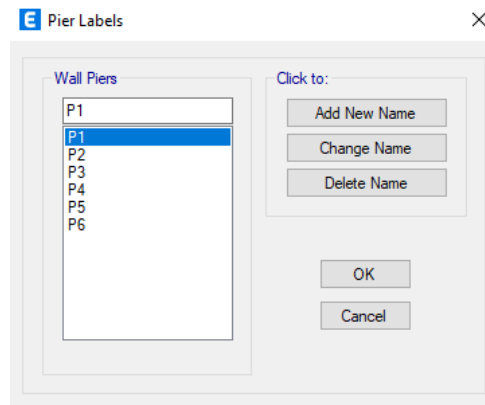 E Pier Labels
Wall Piers
P1
P1
P2
P3
P4
P5
P6
Click to:
Add New Name
Change Name
Delete Name
OK
Cancel